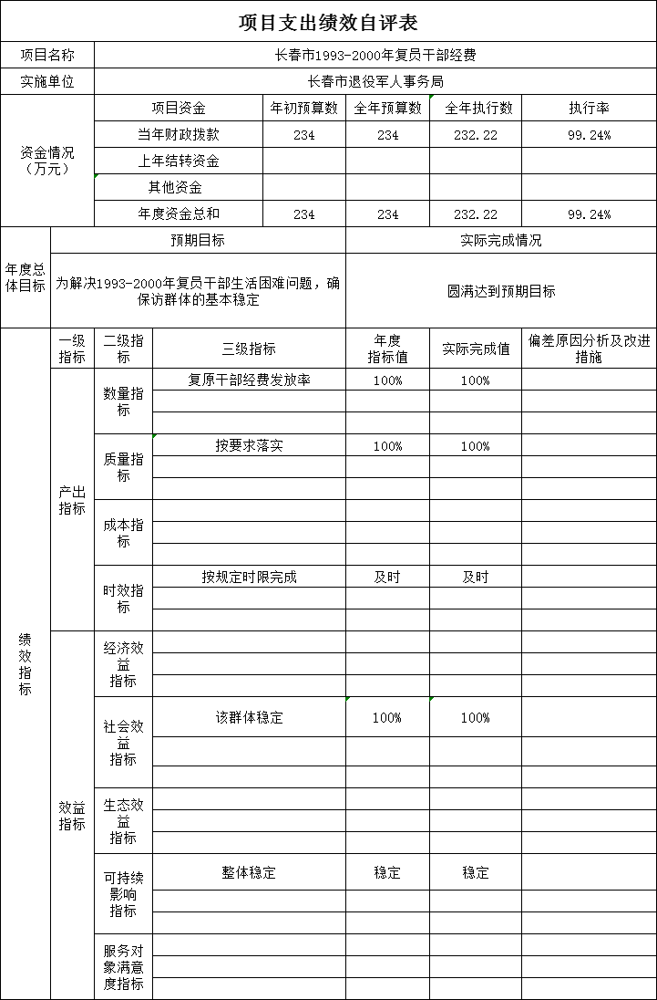 项目支出绩效自评表
项目名称 长春市1993-2000年复员干部经费
实施单位 长春市退役军人事务局
资金情况
（万元）
项目资金 年初预算数 全年预算数 全年执行数 执行率
当年财政拨款 234 234 232.22 99.24%
上年结转资金
其他资金
年度资金总和 234 234 232.22 99.24%
年度总
体目标
预期目标 实际完成情况
为解决1993-2000年复员干部生活困难问题，确
保访群体的基本稳定
圆满达到预期目标
绩
效
指
标
一级
指标
二级指
标
三级指标
年度
指标值
实际完成值
偏差原因分析及改进
措施
产出
指标
数量指
标
复原干部经费发放率 100% 100%
质量指
标
按要求落实 100% 100%
成本指
标
时效指
标
按规定时限完成 及时 及时
效益
指标
经济效
益
指标
社会效
益
指标
该群体稳定 100% 100%
生态效
益
指标
可持续
影响
指标
整体稳定 稳定 稳定
服务对
象满意
度指标